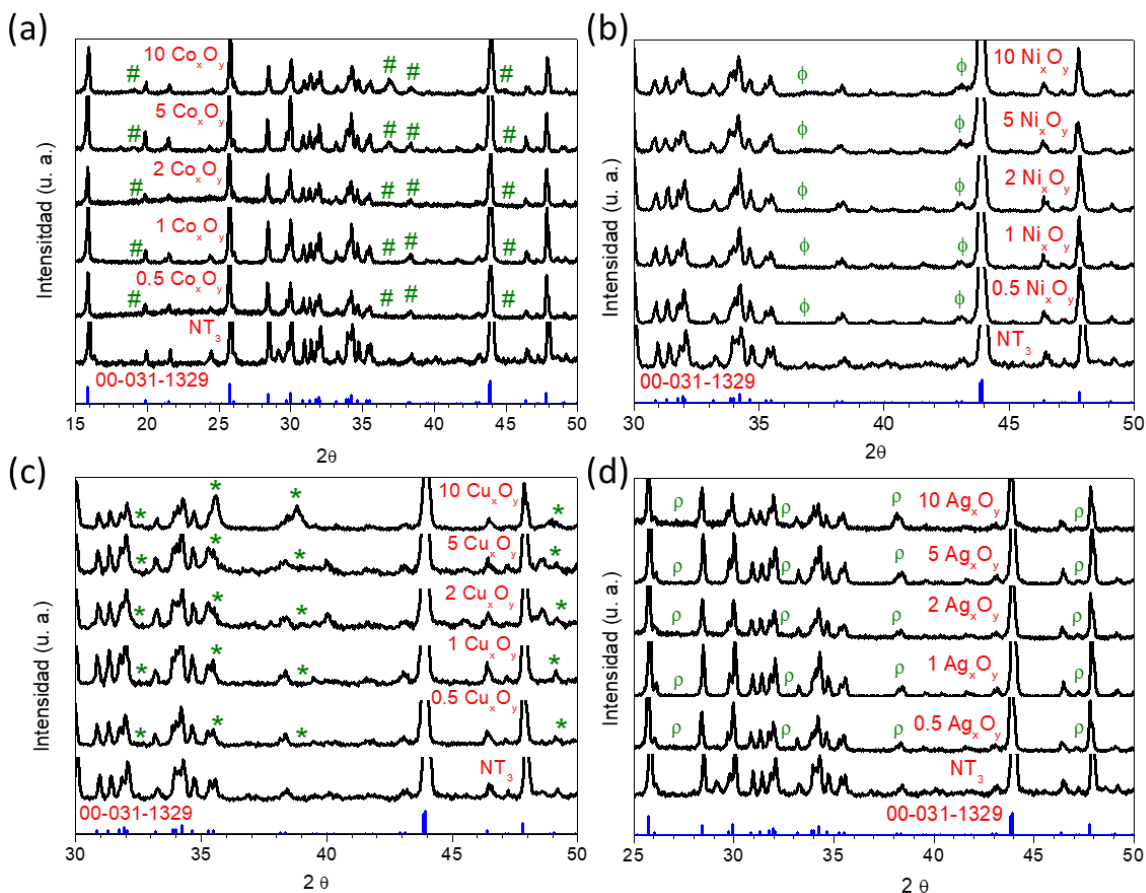 (a)
Intensitdad (u. a.)
10 CoxOy
# # # #
5 CoxOy
# # # #
2 CoxOy
# # # #
1 CoxOy
# # # #
0.5 CoxOy
# # # #
NT3
00-031-1329
15 20 25 30 35 40 45 50
2θ
(b)
Intensidad (u. a.)
ϕ ϕ
10 NixOy
5 NixOy
ϕ ϕ
2 NixOy
ϕ ϕ
1 NixOy
ϕ ϕ
0.5 NixOy
ϕ ϕ
NT3
00-031-1329
30 35 40 45 50
2θ
(c)
Intensidad (u. a.)
10 CuxOy
* * * *
5 CuxOy
* * * *
2 CuxOy
* * * *
1 CuxOy
* * * *
0.5 CuxOy
* * * *
NT3
00-031-1329
30 35 40 45 50
2 θ
(d)
Intensidad (u. a.)
10 AgxOy
ρ ρ ρ ρ
5 AgxOy
ρ ρ ρ ρ
2 AgxOy
ρ ρ ρ ρ
1 AgxOy
ρ ρ ρ ρ
0.5 AgxOy
ρ ρ ρ ρ
NT3
00-031-1329
25 30 35 40 45 50
2 θ